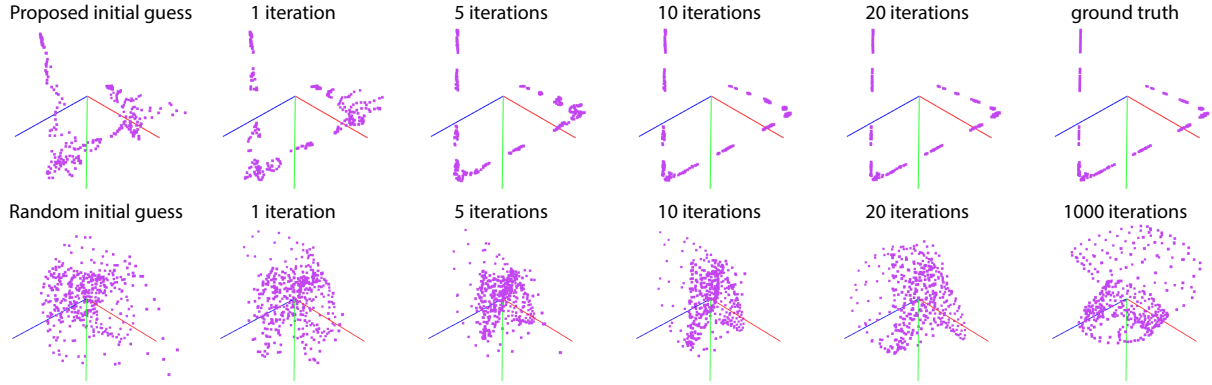 Proposed initial guess 1 iteration 5 iterations 10 iterations 20 iterations ground truth
Random initial guess 1 iteration 5 iterations 10 iterations 20 iterations 1000 iterations